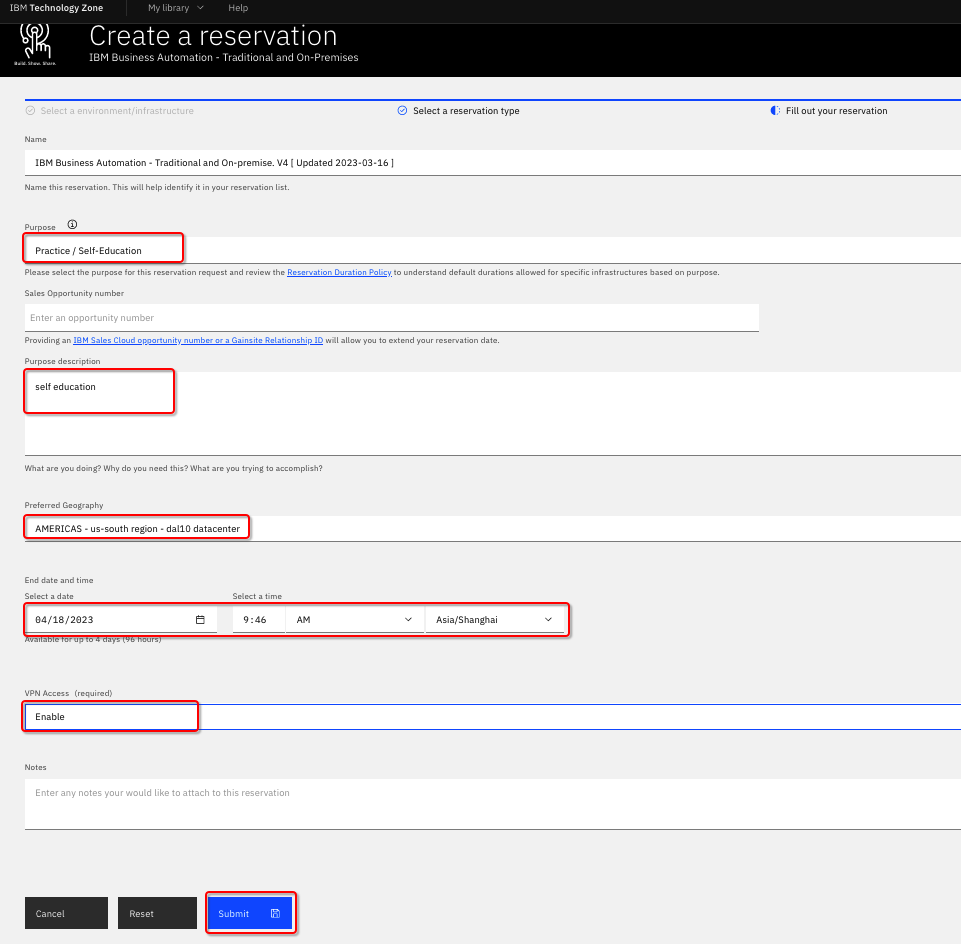 IBM Technology Zone
My library
Help
Create a reservation
IBM Business Automation - Traditional and On-Premises
Build. Show. Share.
Select a environment/infrastructure
Select a reservation type
Fill out your reservation
Name
IBM Business Automation - Traditional and On-premise. V4 [ Updated 2023-03-16 ]
Name this reservation. This will help identify it in your reservation list.
Purpose
Practice / Self-Education
Please select the purpose for this reservation request and review the Reservation Duration Policy to understand default durations allowed for specific infrastructures based on purpose.
Sales Opportunity number
Enter an opportunity number
Providing an IBM Sales Cloud opportunity number or a Gainsite Relationship ID will allow you to extend your reservation date.
Purpose description
self education
What are you doing? Why do you need this? What are you trying to accomplish?
Preferred Geography
AMERICAS - us-south region - dal10 datacenter
End date and time
Select a date
Select a time
04/18/2023
9:46
AM
Asia/Shanghai
Available for up to 4 days (96 hours)
VPN Access (required)
Enable
Notes
Enter any notes your would like to attach to this reservation
Cancel
Reset
Submit